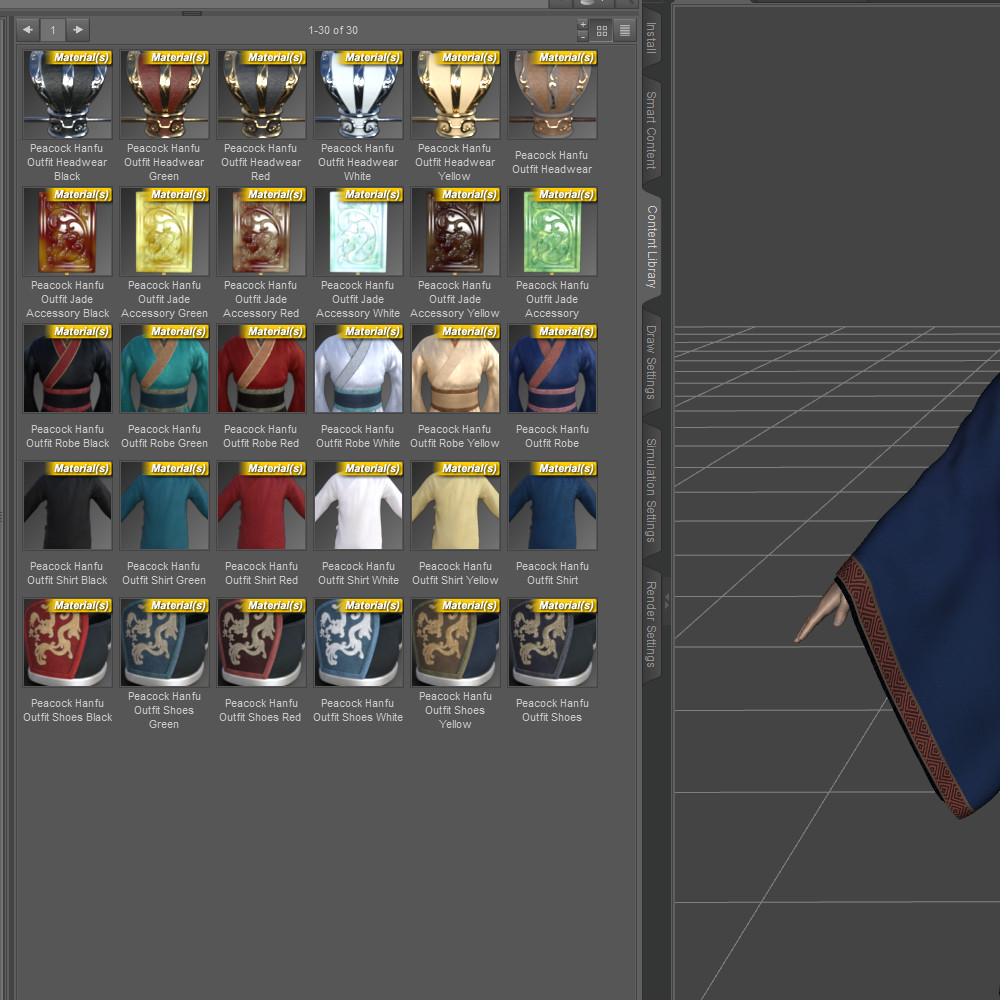 1
1-30 of 30
+
-
Material(s) Material(s) Material(s) Material(s) Material(s) Material(s)
Peacock Hanfu Outfit Headwear Black
Peacock Hanfu Outfit Headwear Green
Peacock Hanfu Outfit Headwear Red
Peacock Hanfu Outfit Headwear White
Peacock Hanfu Outfit Headwear Yellow
Peacock Hanfu Outfit Headwear
Material(s) Material(s) Material(s) Material(s) Material(s) Material(s)
Peacock Hanfu Outfit Jade Accessory Black
Peacock Hanfu Outfit Jade Accessory Green
Peacock Hanfu Outfit Jade Accessory Red
Peacock Hanfu Outfit Jade Accessory White
Peacock Hanfu Outfit Jade Accessory Yellow
Peacock Hanfu Outfit Jade Accessory
Material(s) Material(s) Material(s) Material(s) Material(s) Material(s)
Peacock Hanfu Outfit Robe Black
Peacock Hanfu Outfit Robe Green
Peacock Hanfu Outfit Robe Red
Peacock Hanfu Outfit Robe White
Peacock Hanfu Outfit Robe Yellow
Peacock Hanfu Outfit Robe
Material(s) Material(s) Material(s) Material(s) Material(s) Material(s)
Peacock Hanfu Outfit Shirt Black
Peacock Hanfu Outfit Shirt Green
Peacock Hanfu Outfit Shirt Red
Peacock Hanfu Outfit Shirt White
Peacock Hanfu Outfit Shirt Yellow
Peacock Hanfu Outfit Shirt
Material(s) Material(s) Material(s) Material(s) Material(s) Material(s)
Peacock Hanfu Outfit Shoes Black
Peacock Hanfu Outfit Shoes Green
Peacock Hanfu Outfit Shoes Red
Peacock Hanfu Outfit Shoes White
Peacock Hanfu Outfit Shoes Yellow
Peacock Hanfu Outfit Shoes
Install
Smart Content
Content Library
Draw Settings
Simulation Settings
Render Settings